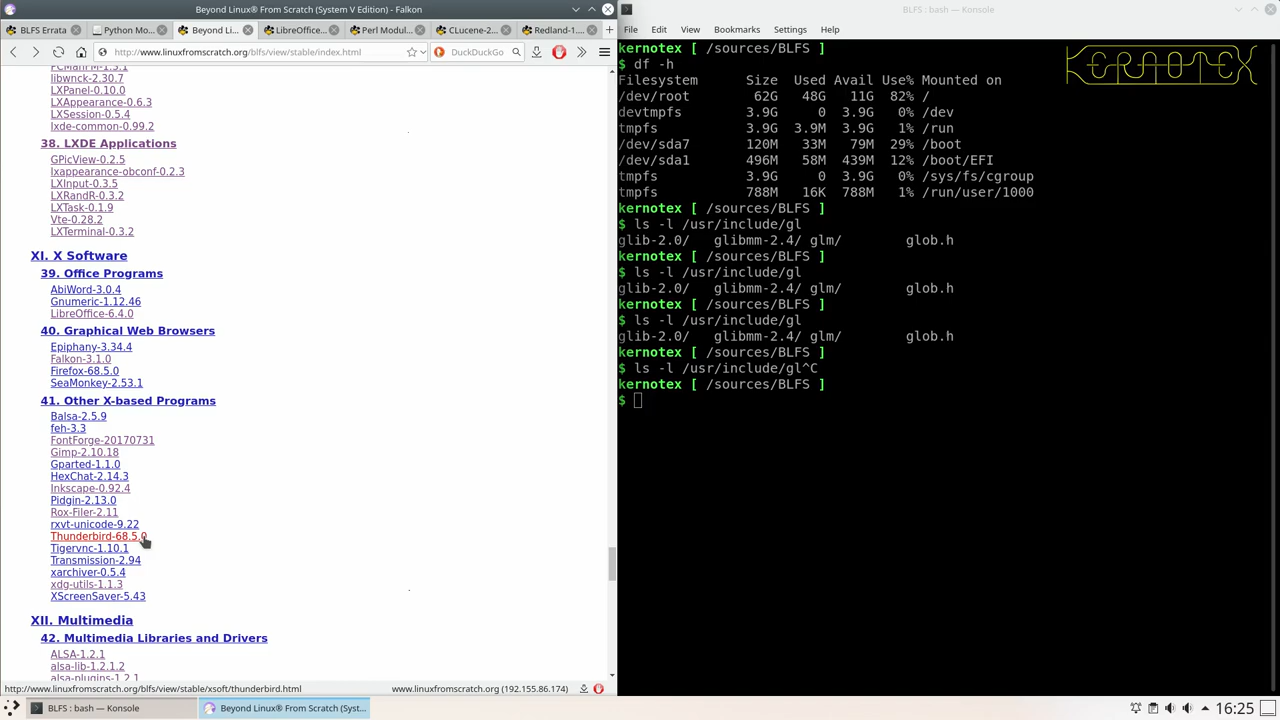 Beyond Linux® From Scratch (System V Edition) - Falkon
BLFS Errata
Python Mo...
Beyond Li...
LibreOffice...
Perl Modul...
CLucene-2...
Redland-1....
http://www.linuxfromscratch.org/blfs/view/stable/index.html
DuckDuckGo
PCManFM-1.3.1
libwnck-2.30.7
LXPanel-0.10.0
LXAppearance-0.6.3
LXSession-0.5.4
lxde-common-0.99.2
38. LXDE Applications
GPicView-0.2.5
lxappearance-obconf-0.2.3
LXInput-0.3.5
LXRandR-0.3.2
LXTask-0.1.9
Vte-0.28.2
LXTerminal-0.3.2
XI. X Software
39. Office Programs
AbiWord-3.0.4
Gnumeric-1.12.46
LibreOffice-6.4.0
40. Graphical Web Browsers
Epiphany-3.34.4
Falkon-3.1.0
Firefox-68.5.0
SeaMonkey-2.53.1
41. Other X-based Programs
Balsa-2.5.9
feh-3.3
FontForge-20170731
Gimp-2.10.18
Gparted-1.1.0
HexChat-2.14.3
Inkscape-0.92.4
Pidgin-2.13.0
Rox-Filer-2.11
rxvt-unicode-9.22
Thunderbird-68.5.0
Tigervnc-1.10.1
Transmission-2.94
xarchiver-0.5.4
xdg-utils-1.1.3
XScreenSaver-5.43
XII. Multimedia
42. Multimedia Libraries and Drivers
ALSA-1.2.1
alsa-lib-1.2.1.2
alsa-plugins-1.2.1
http://www.linuxfromscratch.org/blfs/view/stable/xsoft/thunderbird.html
www.linuxfromscratch.org (192.155.86.174)
BLFS : bash — Konsole
File Edit View Bookmarks Settings Help
KERNOTEX
kernotex [ /sources/BLFS ]
$ df -h
Filesystem Size Used Avail Use% Mounted on
/dev/root 62G 48G 11G 82% /
devtmpfs 3.9G 0 3.9G 0% /dev
tmpfs 3.9G 3.9M 3.9G 1% /run
/dev/sda7 120M 33M 79M 29% /boot
/dev/sda1 496M 58M 439M 12% /boot/EFI
tmpfs 3.9G 0 3.9G 0% /sys/fs/cgroup
tmpfs 788M 16K 788M 1% /run/user/1000
kernotex [ /sources/BLFS ]
$ ls -l /usr/include/gl
glib-2.0/ glibmm-2.4/ glm/ glob.h
kernotex [ /sources/BLFS ]
$ ls -l /usr/include/gl
glib-2.0/ glibmm-2.4/ glm/ glob.h
kernotex [ /sources/BLFS ]
$ ls -l /usr/include/gl
glib-2.0/ glibmm-2.4/ glm/ glob.h
kernotex [ /sources/BLFS ]
$ ls -l /usr/include/gl^C
kernotex [ /sources/BLFS ]
$
BLFS : bash — Konsole
Beyond Linux® From Scratch (Syst...
16:25